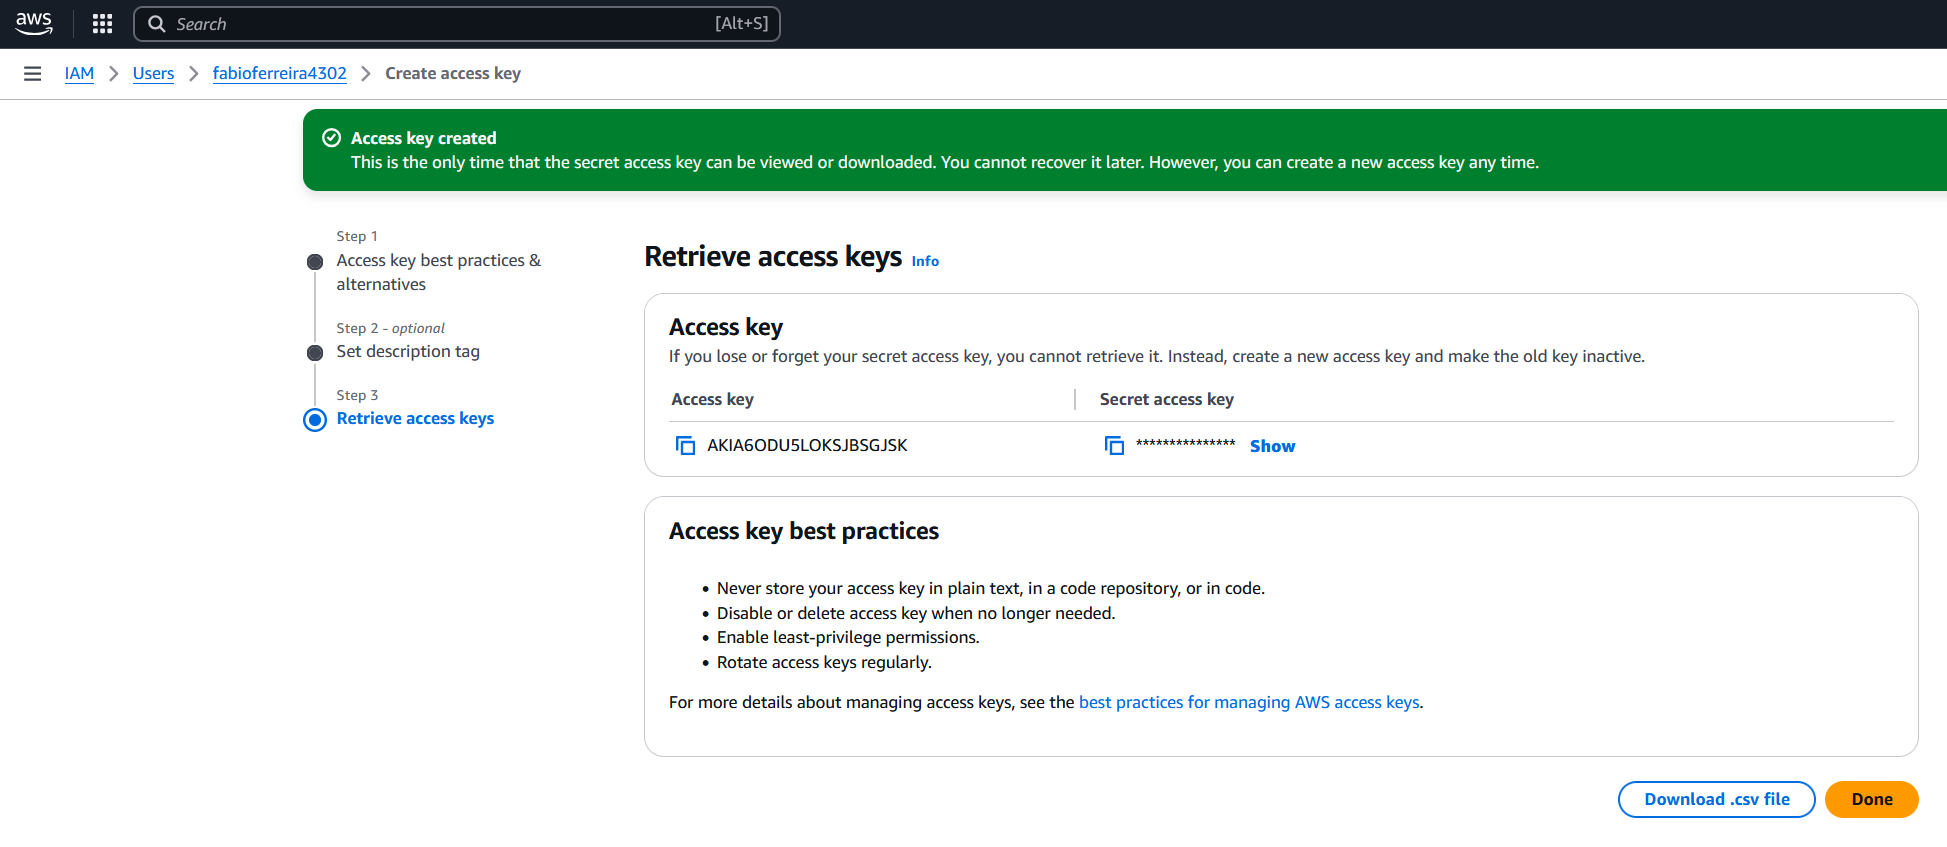 aws
Search [Alt+S]
IAM > Users > fabioferreira4302 > Create access key
Access key created
This is the only time that the secret access key can be viewed or downloaded. You cannot recover it later. However, you can create a new access key any time.
Step 1
Access key best practices &
alternatives
Step 2 - optional
Set description tag
Step 3
Retrieve access keys
Retrieve access keys Info
Access key
If you lose or forget your secret access key, you cannot retrieve it. Instead, create a new access key and make the old key inactive.
Access key Secret access key
AKIA6ODU5LOKSJBSGJSK *************** Show
Access key best practices
• Never store your access key in plain text, in a code repository, or in code.
• Disable or delete access key when no longer needed.
• Enable least-privilege permissions.
• Rotate access keys regularly.
For more details about managing access keys, see the best practices for managing AWS access keys.
Download .csv file Done